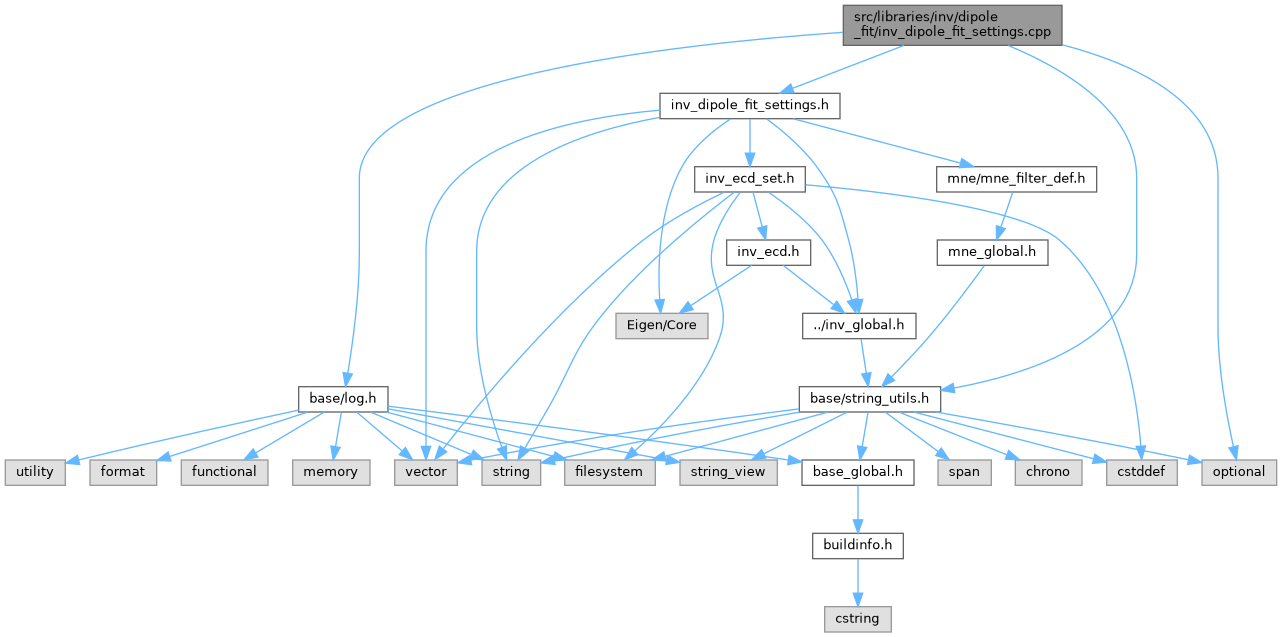 src/libraries/inv/dipole
_fit/inv_dipole_fit_settings.cpp
inv_dipole_fit_settings.h
inv_ecd_set.h
mne/mne_filter_def.h
inv_ecd.h
mne_global.h
Eigen/Core
../inv_global.h
base/log.h
base/string_utils.h
utility
format
functional
memory
vector
string
filesystem
string_view
base_global.h
span
chrono
cstddef
optional
buildinfo.h
cstring